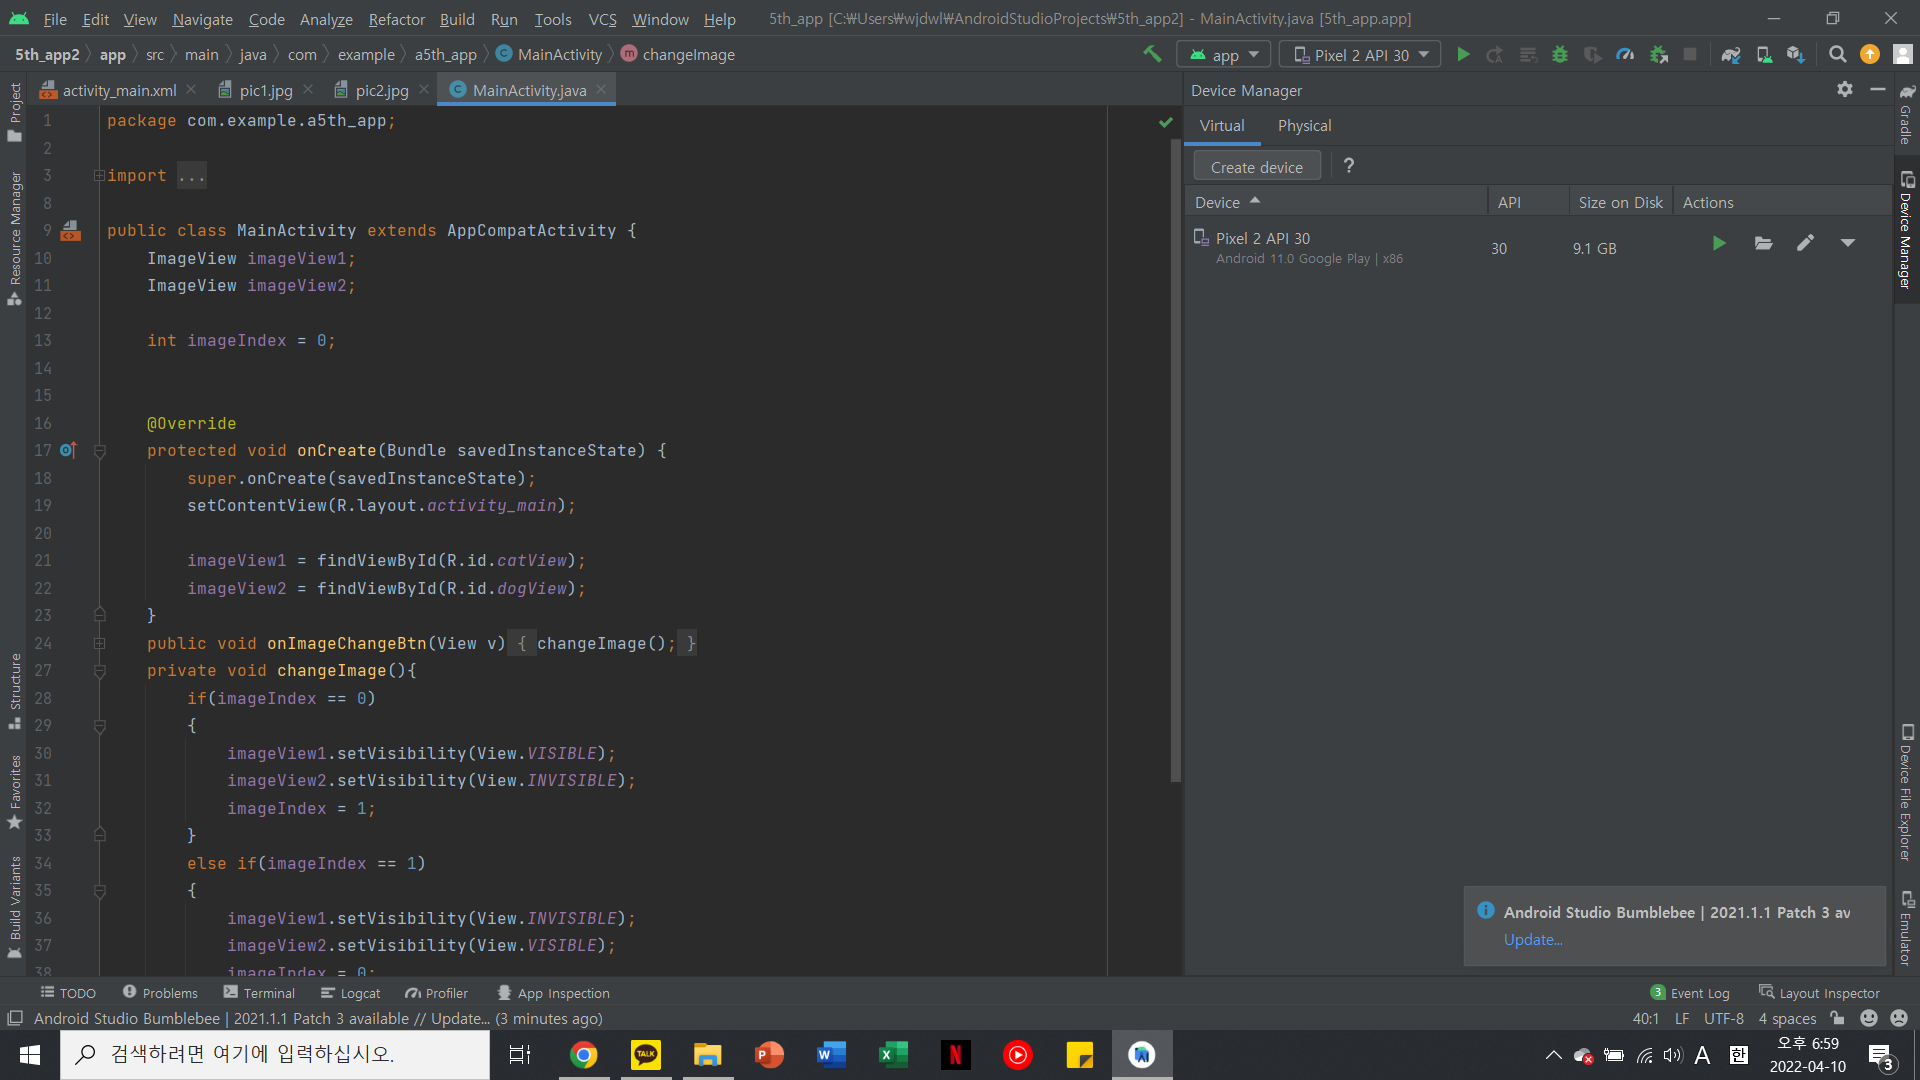 File Edit View Navigate Code Analyze Refactor Build Run Tools VCS Window Help 5th_app [C:₩Users₩wjdwl₩AndroidStudioProjects₩5th_app2] - MainActivity.java [5th_app.app]
5th_app2 app src main java com example a5th_app C MainActivity m changeImage app Pixel 2 API 30
activity_main.xml pic1.jpg pic2.jpg C MainActivity.java
Device Manager
Virtual Physical
Create device ?
Device API Size on Disk Actions
Pixel 2 API 30
Android 11.0 Google Play | x86
30 9.1 GB
1 package com.example.a5th_app;
2
3 import ...
8
9 public class MainActivity extends AppCompatActivity {
10 ImageView imageView1;
11 ImageView imageView2;
12
13 int imageIndex = 0;
14
15
16 @Override
17 protected void onCreate(Bundle savedInstanceState) {
18 super.onCreate(savedInstanceState);
19 setContentView(R.layout.activity_main);
20
21 imageView1 = findViewById(R.id.catView);
22 imageView2 = findViewById(R.id.dogView);
23 }
24 public void onImageChangeBtn(View v) { changeImage(); }
27 private void changeImage(){
28 if(imageIndex == 0)
29 {
30 imageView1.setVisibility(View.VISIBLE);
31 imageView2.setVisibility(View.INVISIBLE);
32 imageIndex = 1;
33 }
34 else if(imageIndex == 1)
35 {
36 imageView1.setVisibility(View.INVISIBLE);
37 imageView2.setVisibility(View.VISIBLE);
38 imageIndex = 0;
Project
Resource Manager
Structure
Favorites
Build Variants
Gradle
Device Manager
Device File Explorer
Emulator
Android Studio Bumblebee | 2021.1.1 Patch 3 av
Update...
TODO Problems Terminal Logcat Profiler App Inspection 3 Event Log Layout Inspector
Android Studio Bumblebee | 2021.1.1 Patch 3 available // Update... (3 minutes ago) 40:1 LF UTF-8 4 spaces
검색하려면 여기에 입력하십시오.
TALK P W X N A 한
오후 6:59
2022-04-10
3